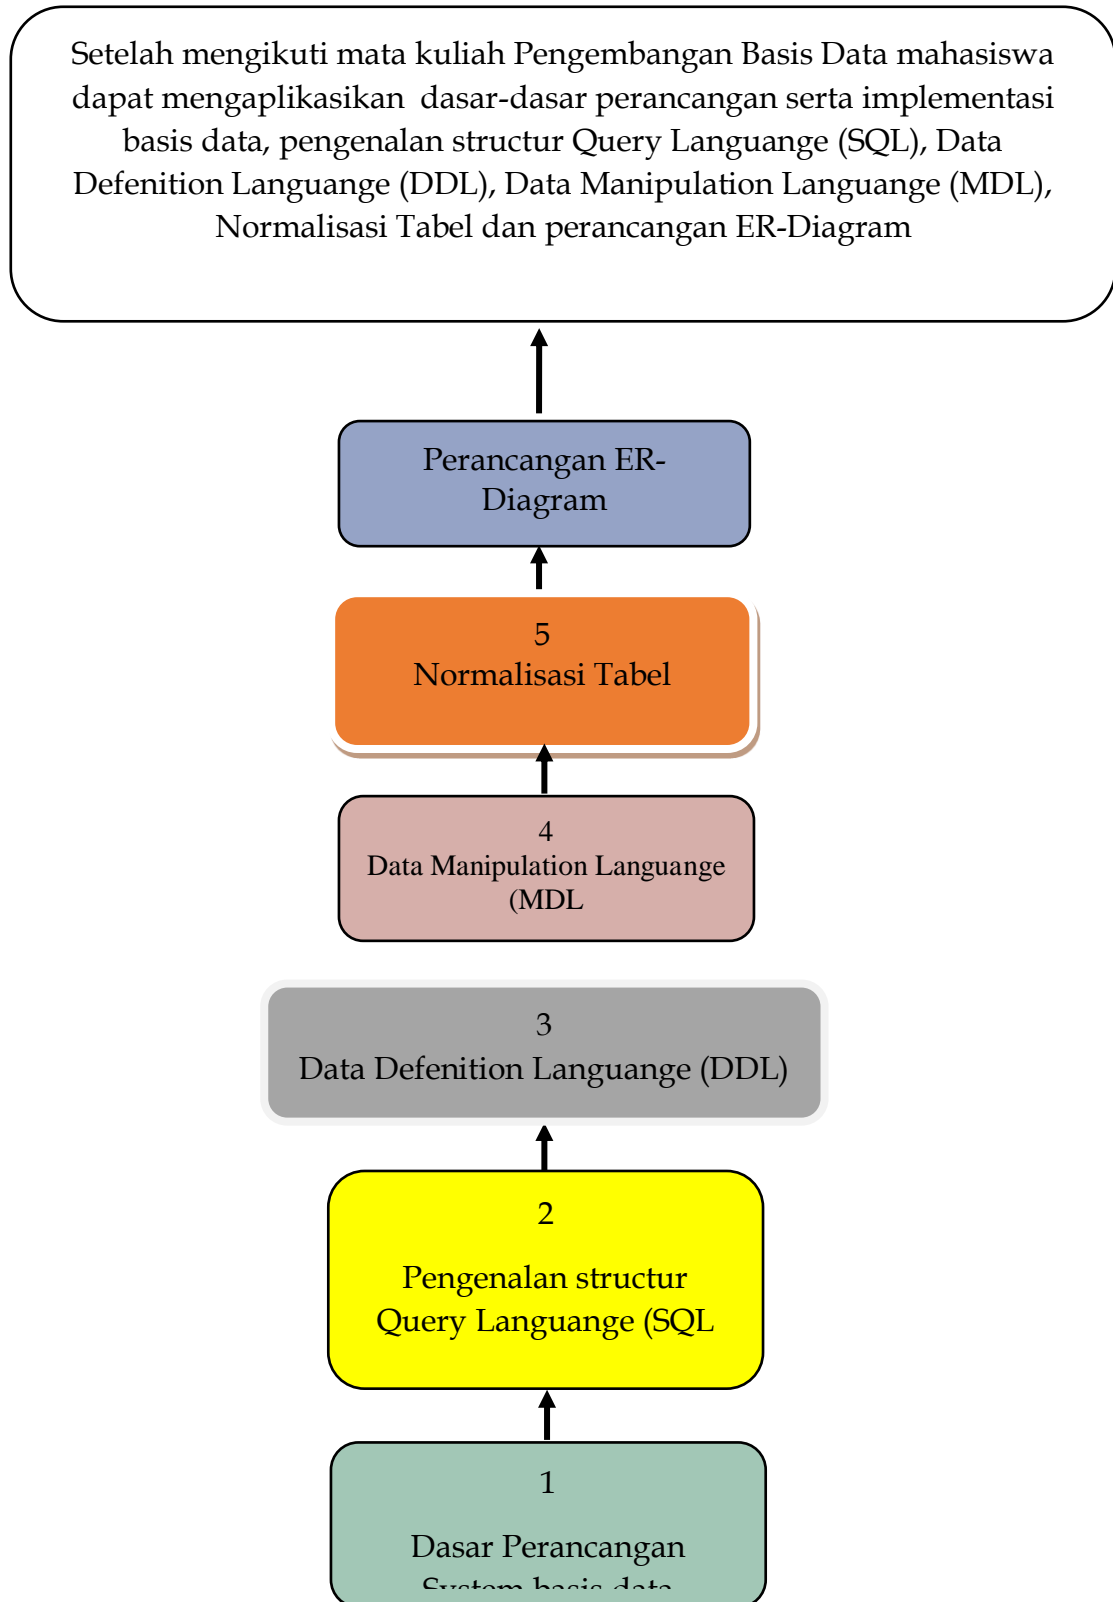 Setelah mengikuti mata kuliah Pengembangan Basis Data mahasiswa
dapat mengaplikasikan dasar-dasar perancangan serta implementasi
basis data, pengenalan structur Query Languange (SQL), Data
Defenition Languange (DDL), Data Manipulation Languange (MDL),
Normalisasi Tabel dan perancangan ER-Diagram
Perancangan ER-
Diagram
5
Normalisasi Tabel
4
Data Manipulation Languange
(MDL
3
Data Defenition Languange (DDL)
2
Pengenalan structur
Query Languange (SQL
1
Dasar Perancangan
System basis data